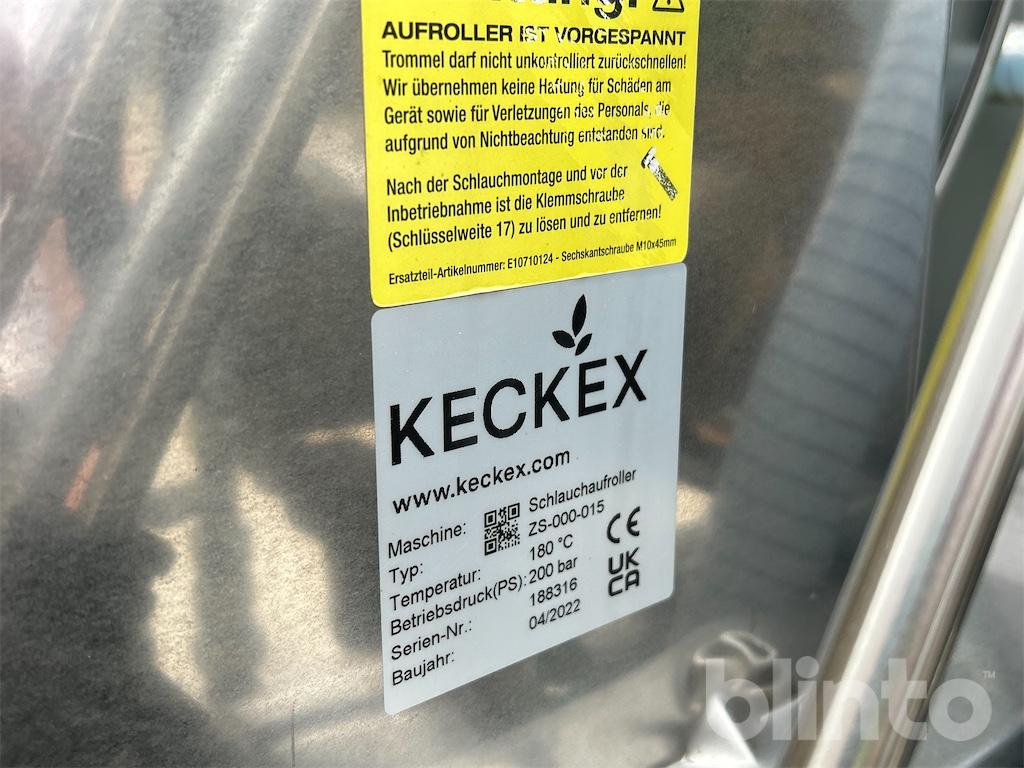 AUFROLLER IST VORGESPANNT
Trommel darf nicht unkontrolliert zurückschnellen!
Wir übernehmen keine Haftung für Schäden am
Gerät sowie für Verletzungen des Personals, die
aufgrund von Nichtbeachtung entstanden sind.
Nach der Schlauchmontage und vor der
Inbetriebnahme ist die Klemmschraube
(Schlüsselweite 17) zu lösen und zu entfernen!
Ersatzteil-Artikelnummer: E10710124 - Sechskantschraube M10x45mm
KECKEX
www.keckex.com
Maschine: Schlauchaufroller
Typ: ZS-000-015
Temperatur: 180 °C
Betriebsdruck(PS): 200 bar
Serien-Nr.: 188316
Baujahr: 04/2022
CE
UK
CA
blinto™